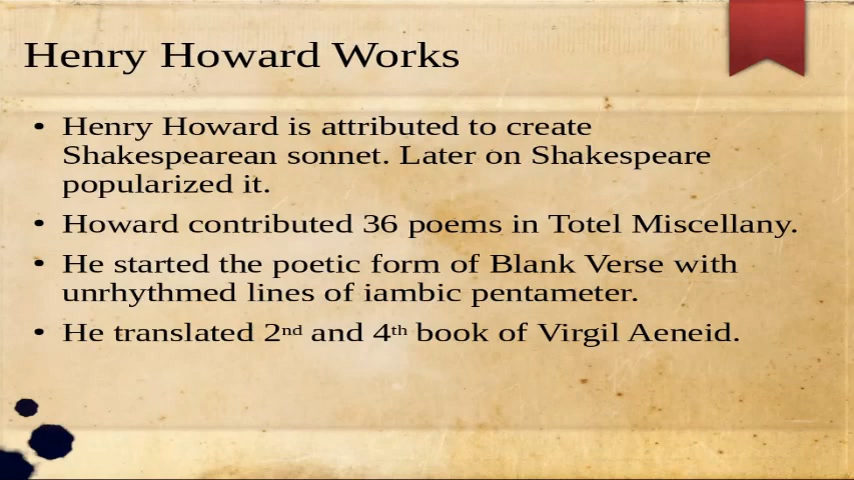 Henry Howard Works
• Henry Howard is attributed to create
Shakespearean sonnet. Later on Shakespeare
popularized it.
• Howard contributed 36 poems in Totel Miscellany.
• He started the poetic form of Blank Verse with
unrhythmed lines of iambic pentameter.
• He translated 2nd and 4th book of Virgil Aeneid.